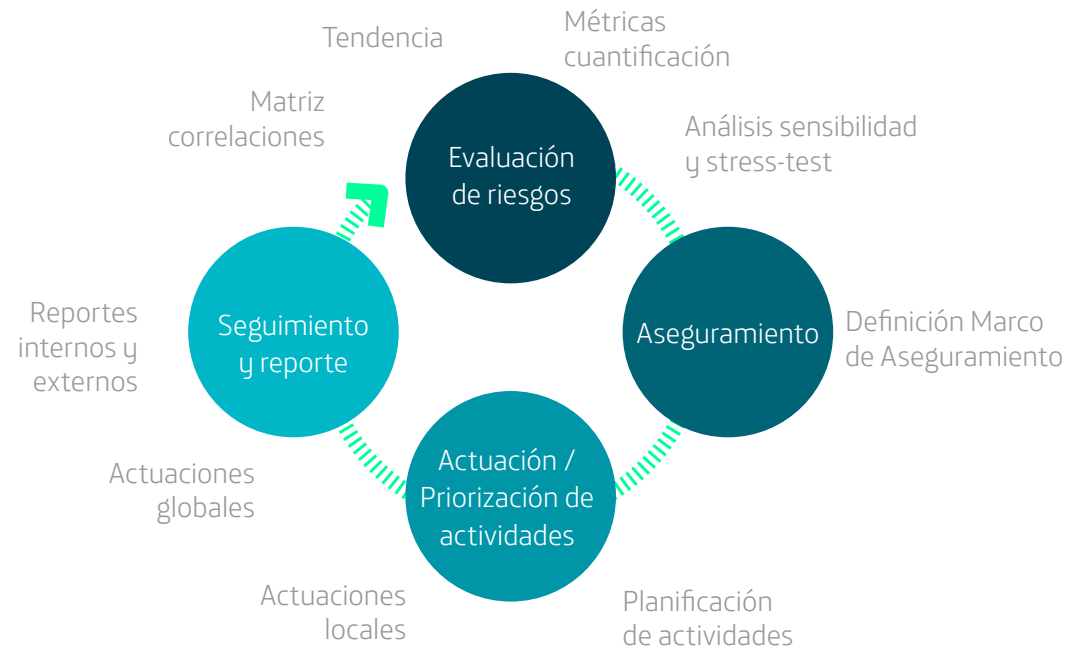 Tendencia
Métricas
cuantificación
Matriz
correlaciones
Análisis sensibilidad
y stress-test
Evaluación
de riesgos
Reportes
internos y
externos
Seguimiento
y reporte
Aseguramiento
Definición Marco
de Aseguramiento
Actuaciones
globales
Actuación /
Priorización de
actividades
Actuaciones
locales
Planificación
de actividades